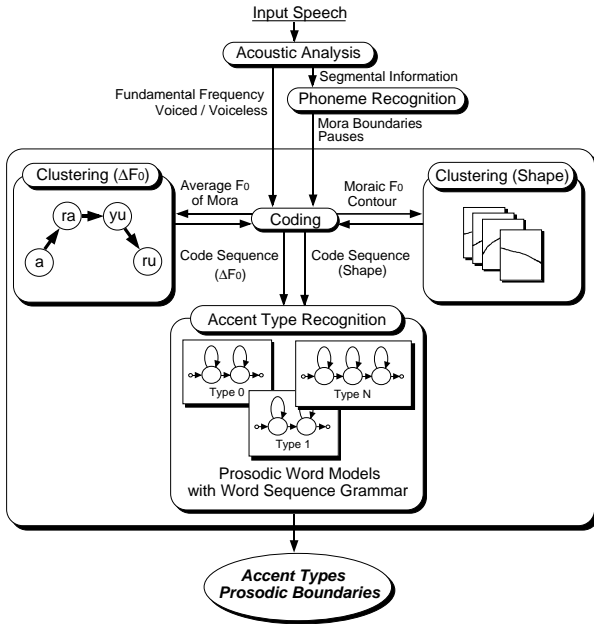 Input Speech
Acoustic Analysis
Segmental Information
Fundamental Frequency
Voiced / Voiceless
Phoneme Recognition
Mora Boundaries
Pauses
Clustering (ΔF0)
Clustering (Shape)
Average F0
of Mora
Moraic F0
Contour
ra
yu
a
ru
Coding
Code Sequence
(ΔF0)
Code Sequence
(Shape)
Accent Type Recognition
Type 0
Type N
Type 1
Prosodic Word Models
with Word Sequence Grammar
Accent Types
Prosodic Boundaries